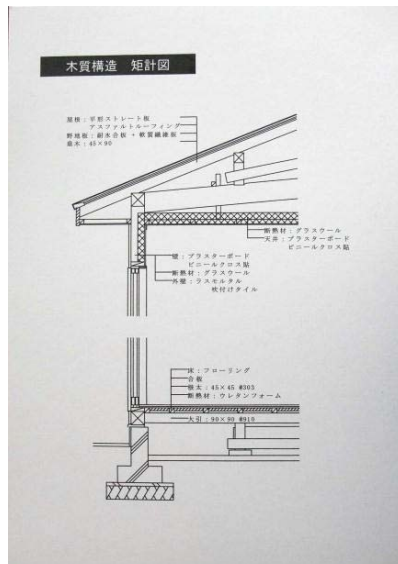 木質構造 矩計図
屋根：平形ストレート板
アスファルトルーフィング
野地板：耐水合板 + 軟質繊維板
垂木：45×90
断熱材：グラスウール
天井：プラスターボード
ビニールクロス貼
壁：プラスターボード
ビニールクロス貼
断熱材：グラスウール
外壁：ラスモルタル
吹付けタイル
床：フローリング
合板
根太：45×45 @303
断熱材：ウレタンフォーム
大引：90×90 @910